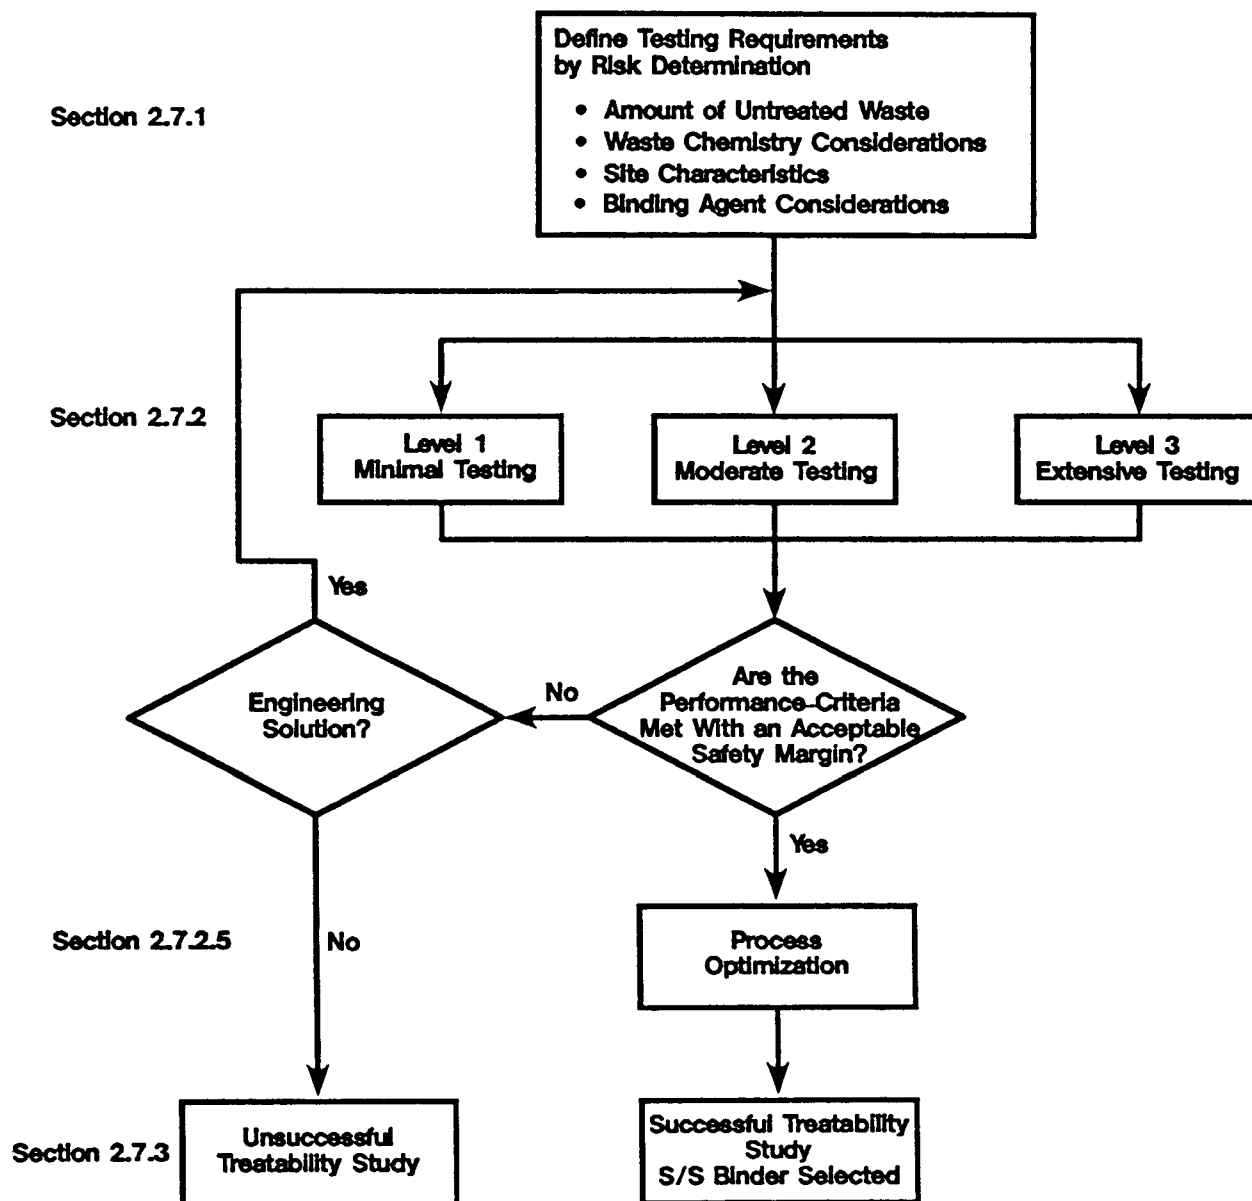 Define Testing Requirements
by Risk Determination
• Amount of Untreated Waste
• Waste Chemistry Considerations
• Site Characteristics
• Binding Agent Considerations
Section 2.7.1
Section 2.7.2
Level 1
Minimal Testing
Level 2
Moderate Testing
Level 3
Extensive Testing
Yes
Engineering
Solution?
No
Are the
Performance Criteria
Met With an Acceptable
Safety Margin?
Yes
Section 2.7.2.5
No
Process
Optimization
Section 2.7.3
Unsuccessful
Treatability Study
Successful Treatability
Study
S/S Binder Selected